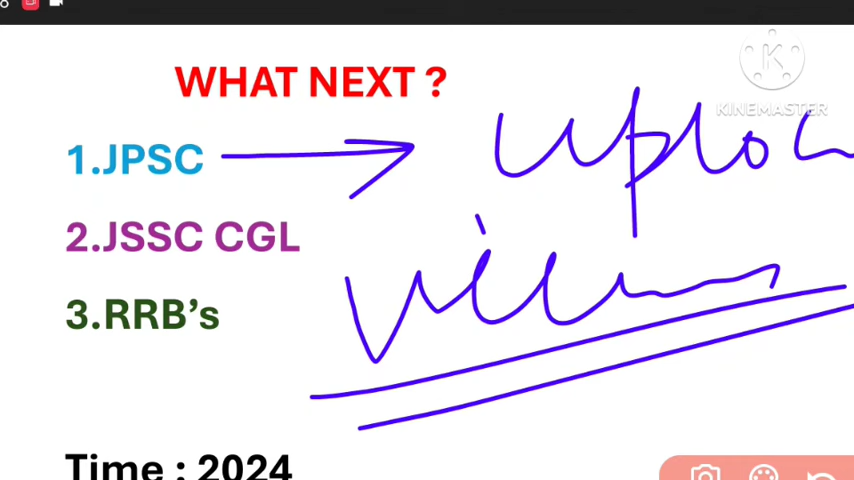 WHAT NEXT ?
KINEMASTER
1.JPSC
2.JSSC CGL
3.RRB’s
Time : 2024